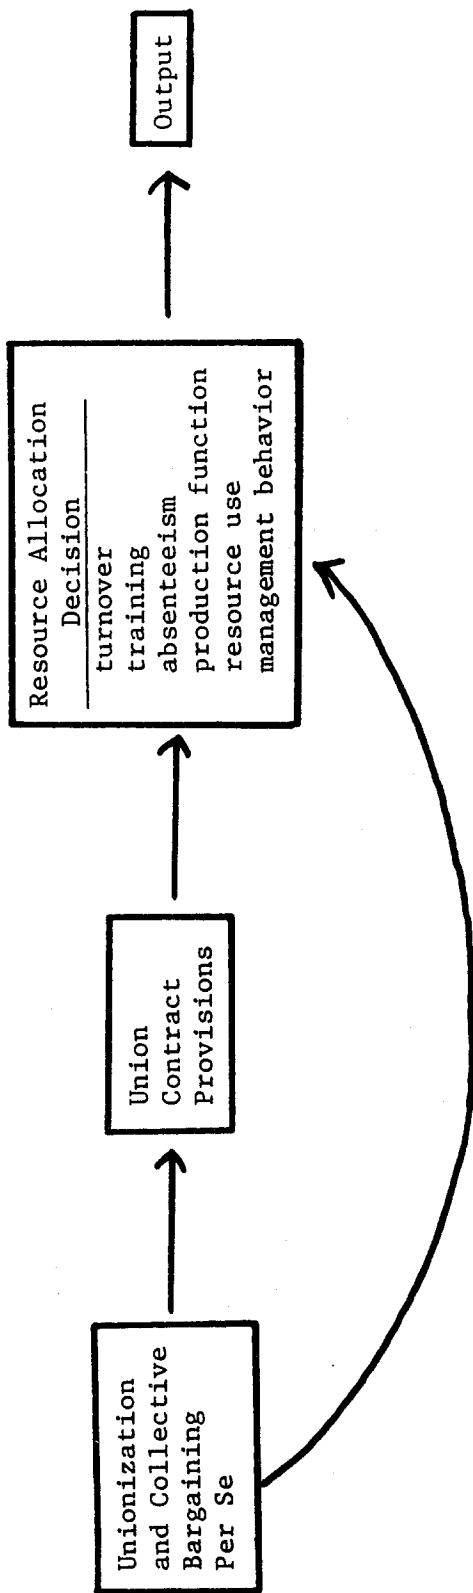 Unionization
and Collective
Bargaining
Per Se
Union
Contract
Provisions
Resource Allocation
Decision
turnover
training
absenteeism
production function
resource use
management behavior
Output